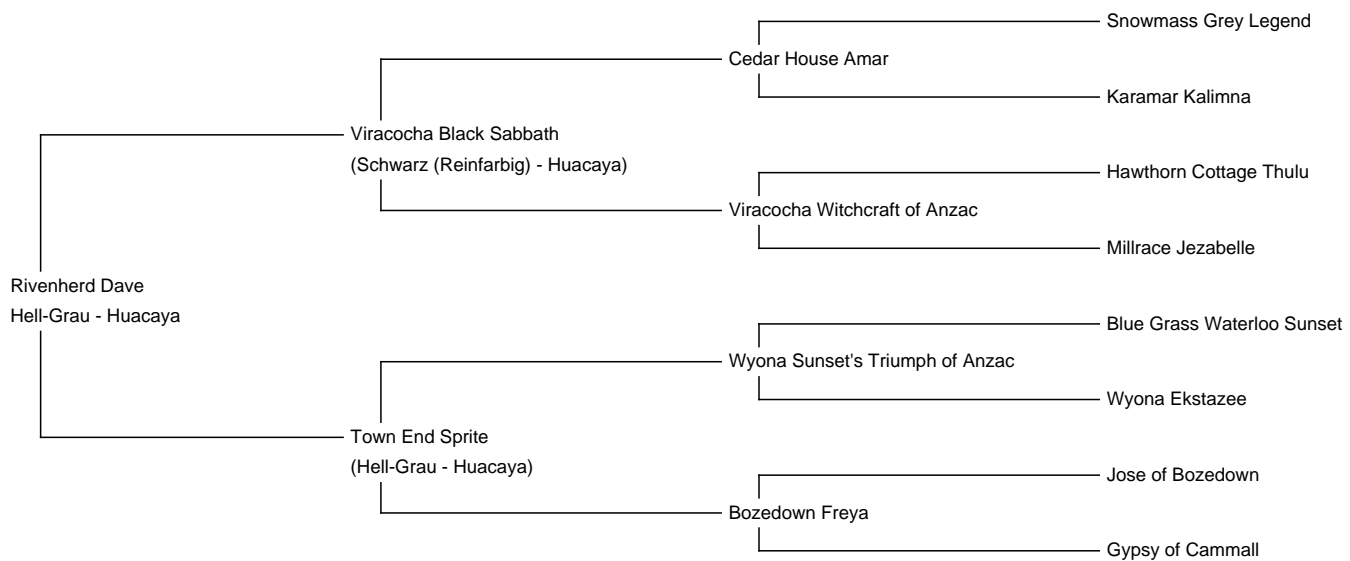 Snowmass Grey Legend
Cedar House Amar
Karamar Kalimna
Viracocha Black Sabbath
(Schwarz (Reinfarbig) - Huacaya)
Hawthorn Cottage Thulu
Viracocha Witchcraft of Anzac
Millrace Jezabelle
Rivenherd Dave
Hell-Grau - Huacaya
Blue Grass Waterloo Sunset
Wyona Sunset's Triumph of Anzac
Wyona Ekstazee
Town End Sprite
(Hell-Grau - Huacaya)
Jose of Bozedown
Bozedown Freya
Gypsy of Cammall